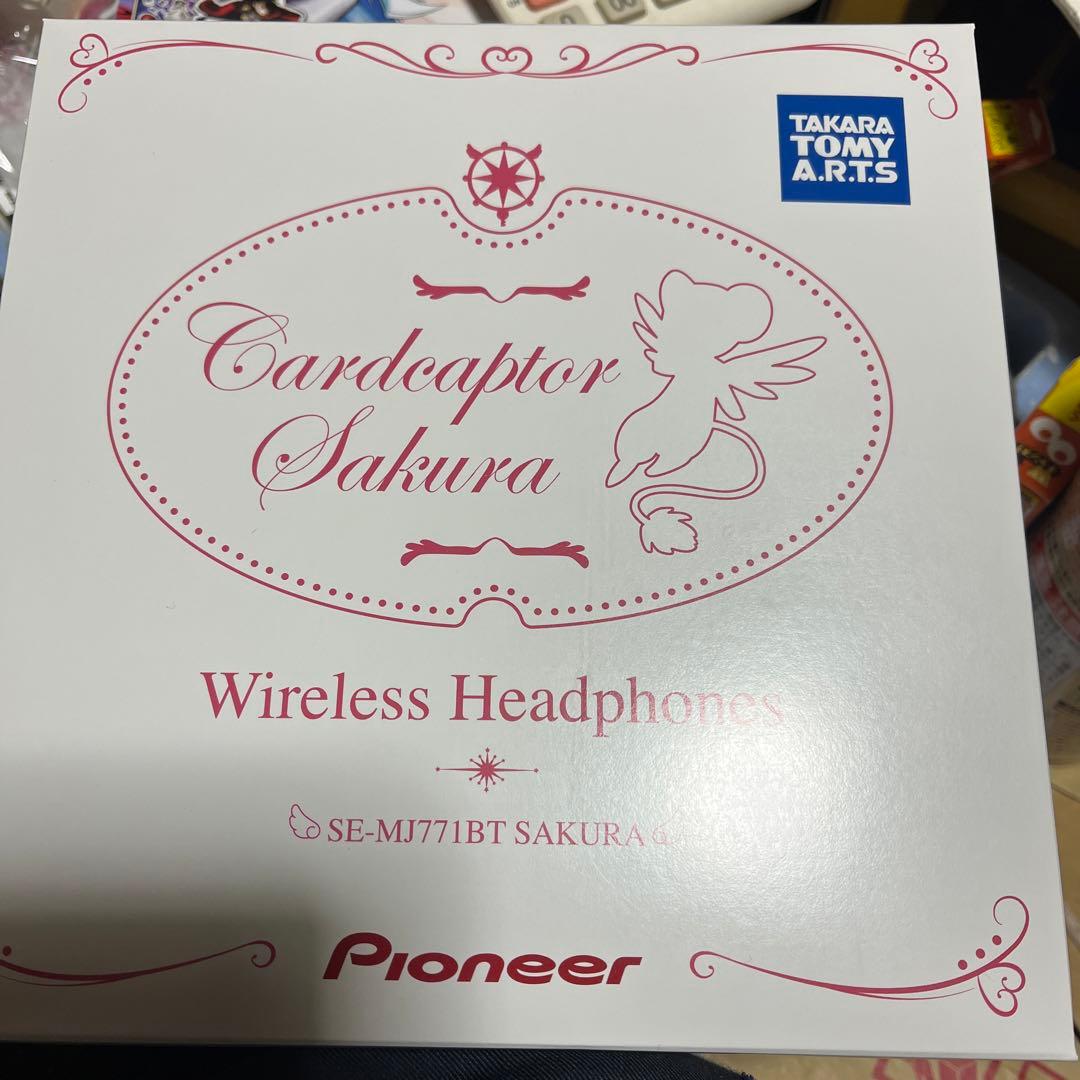 TAKARA
TOMY
A.R.T.S
Cardcaptor
Sakura
Wireless Headphones
SE-MJ771BT SAKURA
Pioneer